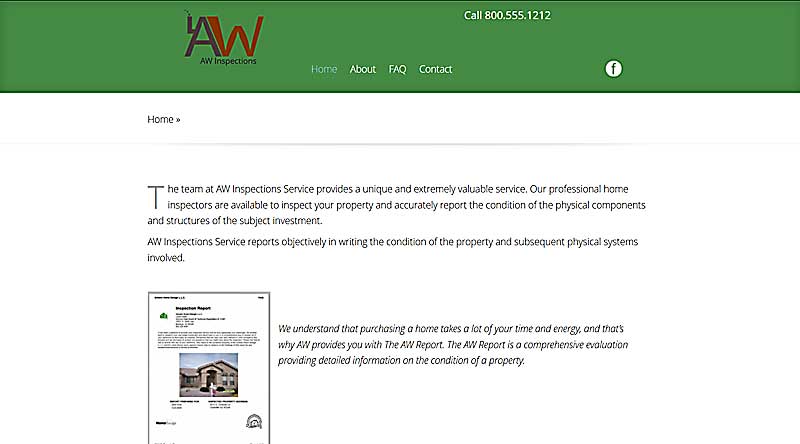 Call 800.555.1212
AW
AW Inspections
Home About FAQ Contact
f
Home »
The team at AW Inspections Service provides a unique and extremely valuable service. Our professional home
inspectors are available to inspect your property and accurately report the condition of the physical components
and structures of the subject investment.
AW Inspections Service reports objectively in writing the condition of the property and subsequent physical systems
involved.
Inspection Report
We understand that purchasing a home takes a lot of your time and energy, and that's
why AW provides you with The AW Report. The AW Report is a comprehensive evaluation
providing detailed information on the condition of a property.